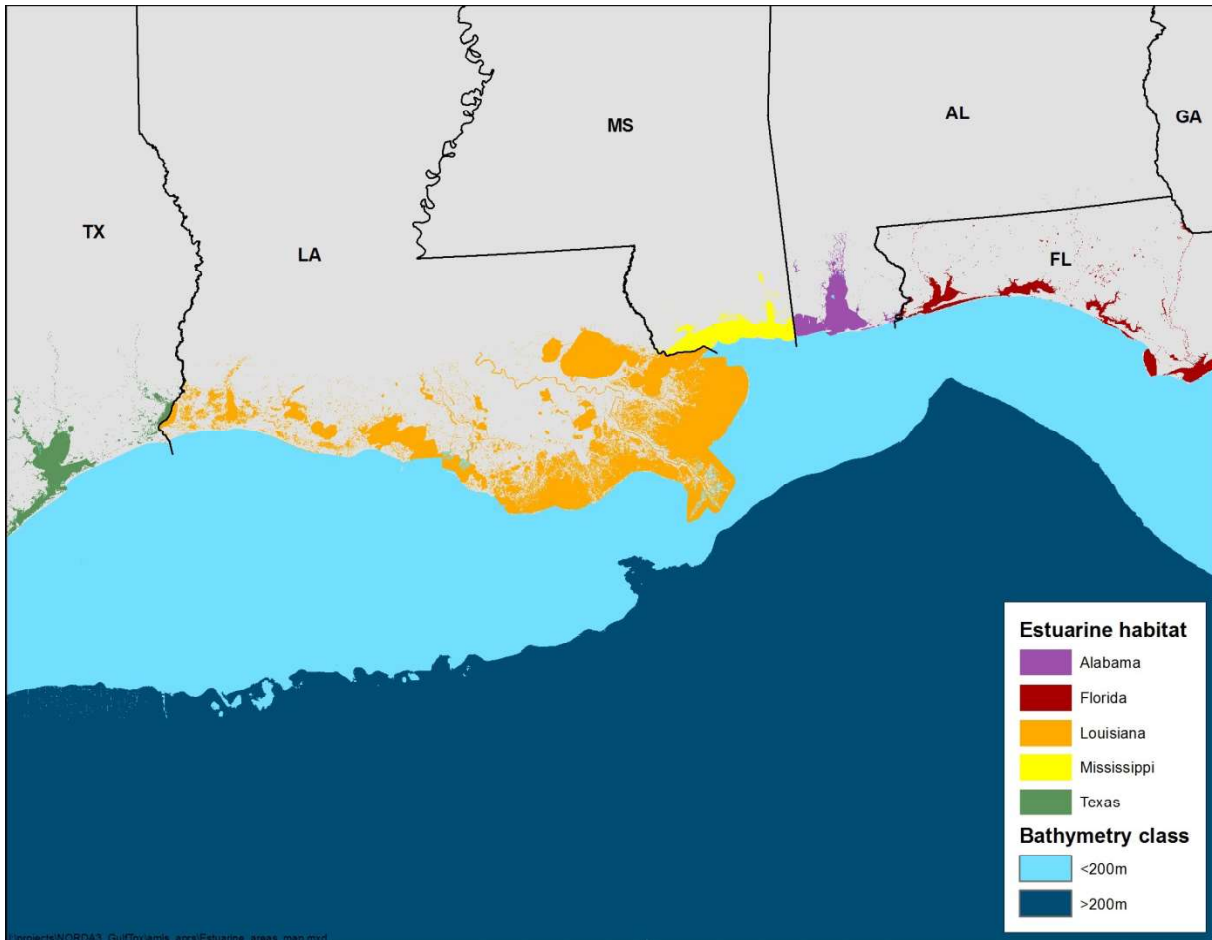 MS
AL
GA
TX
LA
FL
Estuarine habitat
Alabama
Florida
Louisiana
Mississippi
Texas
Bathymetry class
<200m
>200m